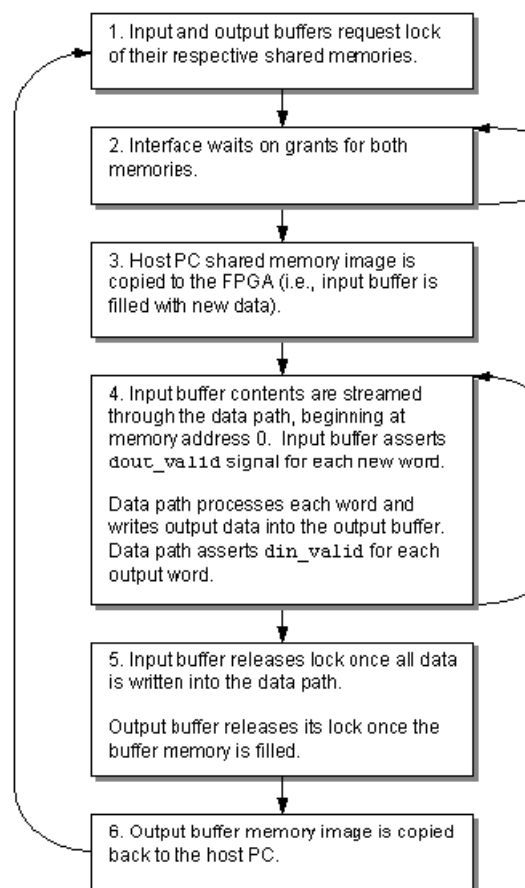 1. Input and output buffers request lock
of their respective shared memories.
2. Interface waits on grants for both
memories.
3. Host PC shared memory image is
copied to the FPGA (i.e., input buffer is
filled with new data).
4. Input buffer contents are streamed
through the data path, beginning at
memory address 0. Input buffer asserts
dout_valid signal for each new word.
Data path processes each word and
writes output data into the output buffer.
Data path asserts din_valid for each
output word.
5. Input buffer releases lock once all data
is written into the data path.
Output buffer releases its lock once the
buffer memory is filled.
6. Output buffer memory image is copied
back to the host PC.